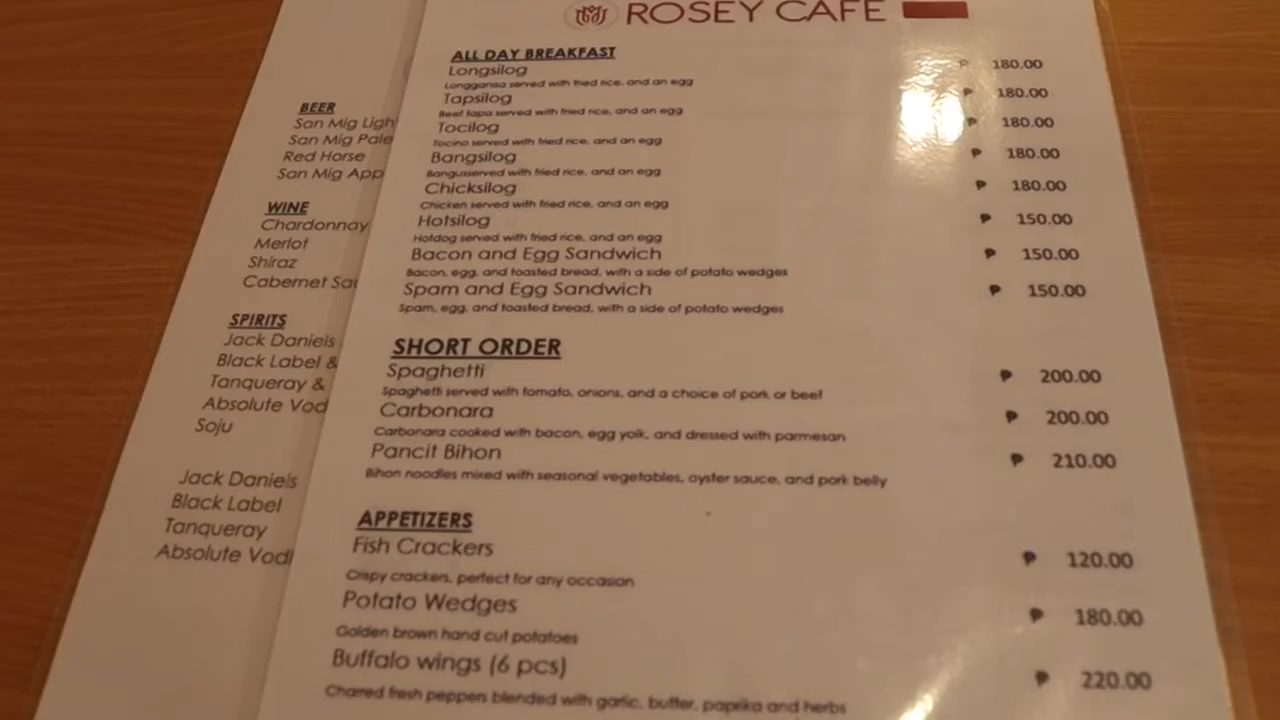 ROSEY CAFE
ALL DAY BREAKFAST
Longsilog ₱ 180.00
Longganisa served with fried rice, and an egg
Tapsilog ₱ 180.00
Beef tapa served with fried rice, and an egg
Tocilog ₱ 180.00
Tocino served with fried rice, and an egg
Bangsilog ₱ 180.00
Bangusserved with fried rice, and an egg
Chicksilog ₱ 180.00
Chicken served with fried rice, and an egg
Hotsilog ₱ 150.00
Hotdog served with fried rice, and an egg
Bacon and Egg Sandwich ₱ 150.00
Bacon, egg, and toasted bread, with a side of potato wedges
Spam and Egg Sandwich ₱ 150.00
Spam, egg, and toasted bread, with a side of potato wedges
SHORT ORDER
Spaghetti ₱ 200.00
Spaghetti served with tomato, onions, and a choice of pork or beef
Carbonara ₱ 200.00
Carbonara cooked with bacon, egg yolk, and dressed with parmesan
Pancit Bihon ₱ 210.00
Bihon noodles mixed with seasonal vegetables, oyster sauce, and pork belly
APPETIZERS
Fish Crackers ₱ 120.00
Crispy crackers, perfect for any occasion
Potato Wedges ₱ 180.00
Golden brown hand cut potatoes
Buffalo wings (6 pcs) ₱ 220.00
Charred fresh peppers blended with garlic, butter, paprika and herbs
BEER
San Mig Ligh
San Mig Pale
Red Horse
San Mig App
WINE
Chardonnay
Merlot
Shiraz
Cabernet Sau
SPIRITS
Jack Daniels
Black Label &
Tanqueray &
Absolute Vod
Soju
Jack Daniels
Black Label
Tanqueray
Absolute Vod